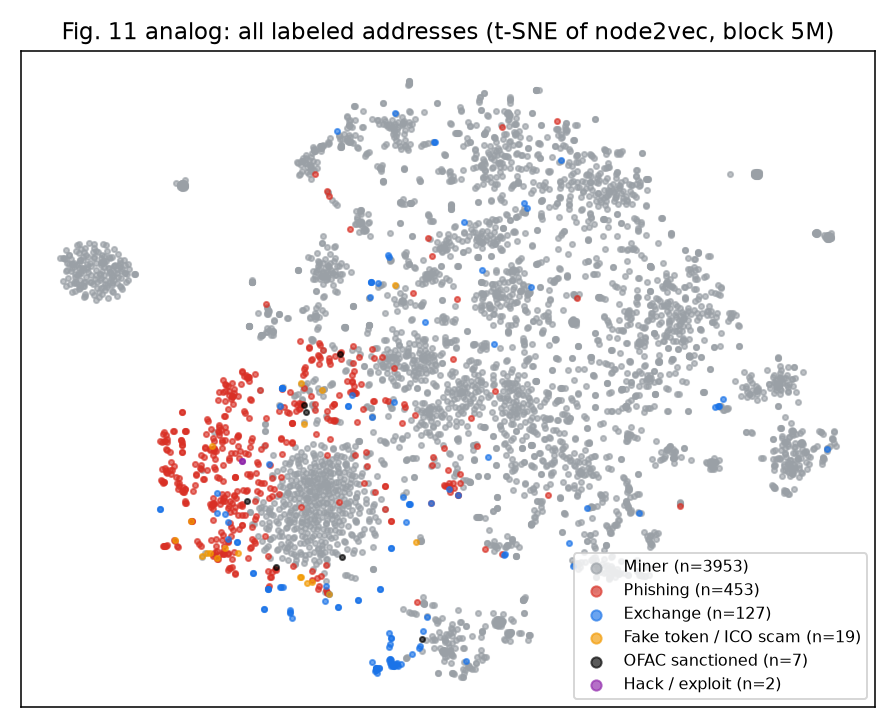 Fig. 11 analog: all labeled addresses (t-SNE of node2vec, block 5M)
Miner (n=3953)
Phishing (n=453)
Exchange (n=127)
Fake token / ICO scam (n=19)
OFAC sanctioned (n=7)
Hack / exploit (n=2)